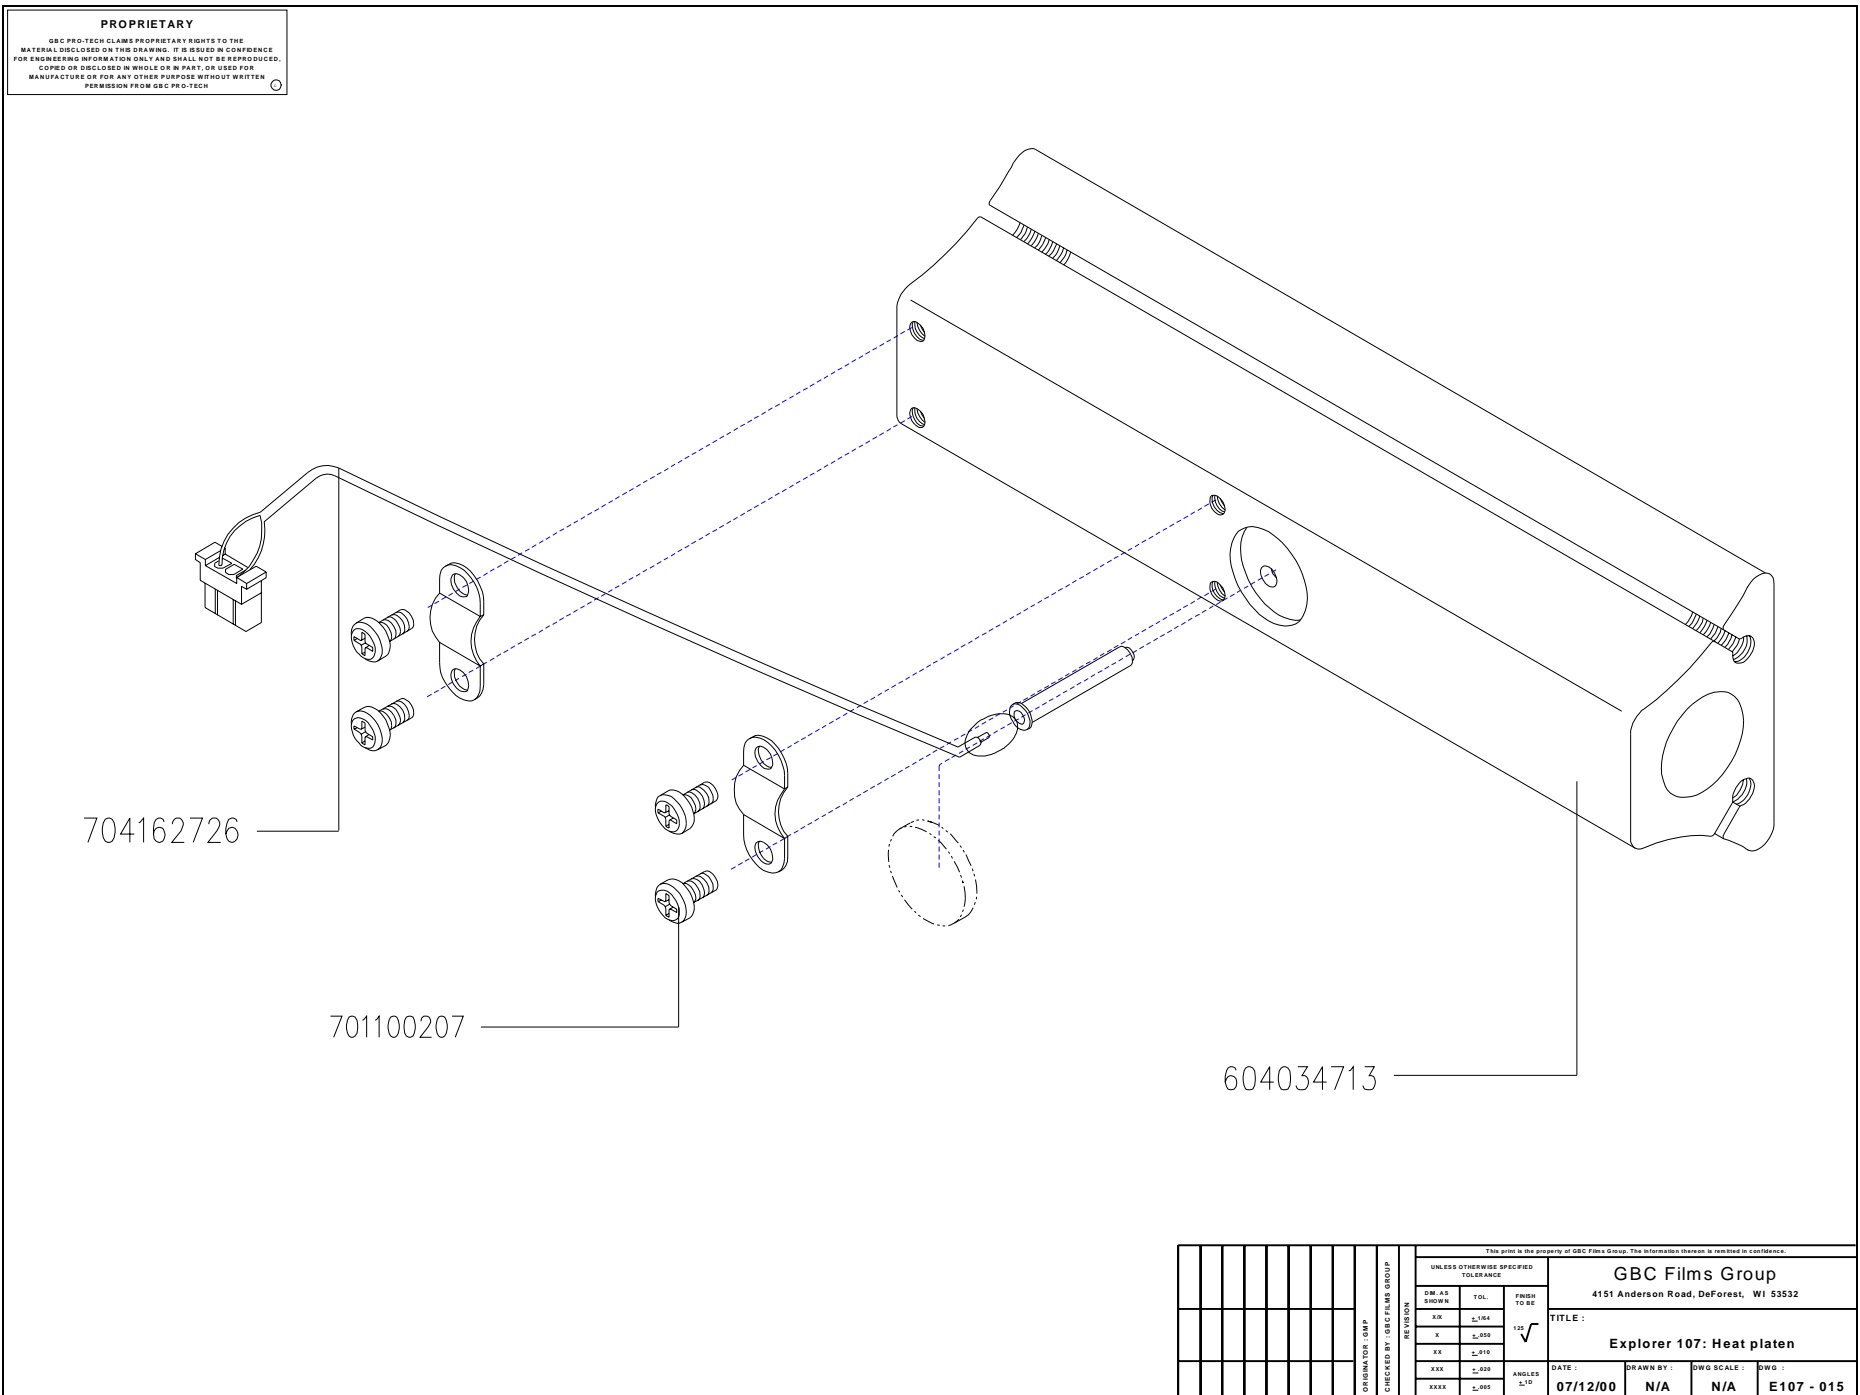 PROPRIETARY
GBC PRO-TECH CLAIMS PROPRIETARY RIGHTS TO THE
MATERIAL DISCLOSED ON THIS DRAWING. IT IS ISSUED IN CONFIDENCE
FOR ENGINEERING INFORMATION ONLY AND SHALL NOT BE REPRODUCED,
COPIED OR DISCLOSED IN WHOLE OR IN PART, OR USED FOR
MANUFACTURE OR FOR ANY OTHER PURPOSE WITHOUT WRITTEN
PERMISSION FROM GBC PRO-TECH
704162726
701100207
604034713
ORIGINATOR : GMP
CHECKED BY : GBC FILMS GROUP
REVISION
This print is the property of GBC Films Group. The information thereon is remitted in confidence.
UNLESS OTHERWISE SPECIFIED
TOLERANCE
DIM. AS
SHOWN
TOL.
FINISH
TO BE
X/X
± 1/64
X
± .050
XX
± .010
XXX
± .020
XXXX
± .005
125 √
ANGLES
± 1D
GBC Films Group
4151 Anderson Road, DeForest, WI 53532
TITLE :
Explorer 107: Heat platen
DATE :
07/12/00
DRAWN BY :
N/A
DWG SCALE :
N/A
DWG :
E107 - 015